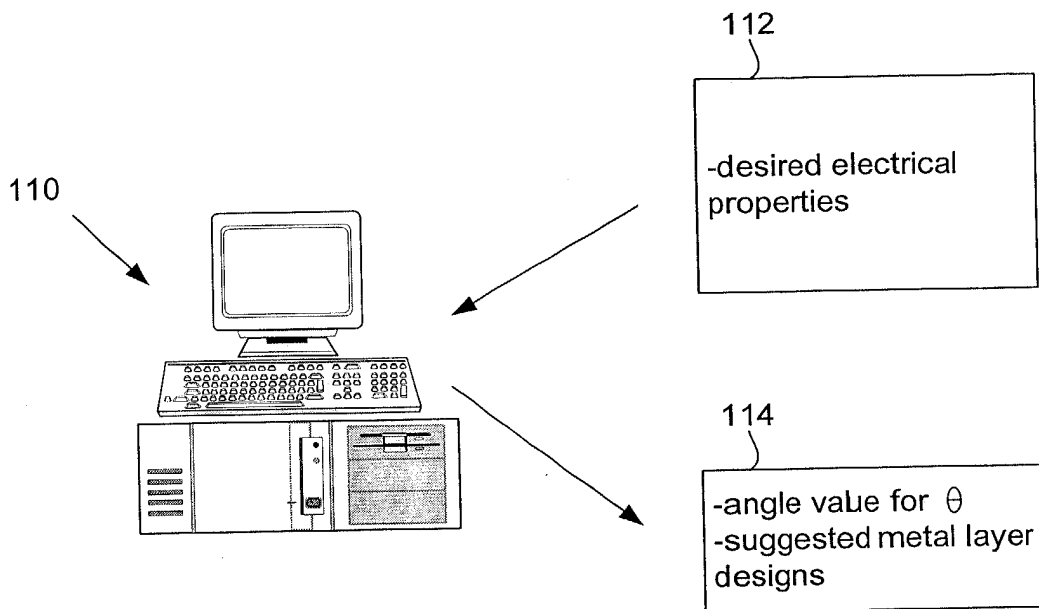 112
-desired electrical
properties
110
114
-angle value for θ
-suggested metal layer
designs